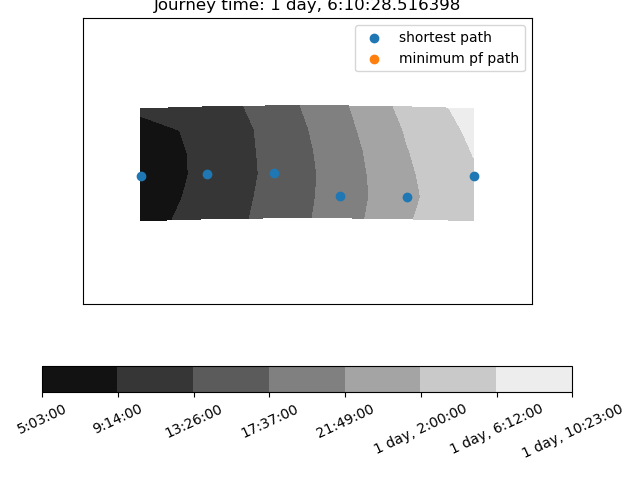 Journey time: 1 day, 6:10:28.516398
shortest path
minimum pf path
5:03:00
9:14:00
13:26:00
17:37:00
21:49:00
1 day, 2:00:00
1 day, 6:12:00
1 day, 10:23:00